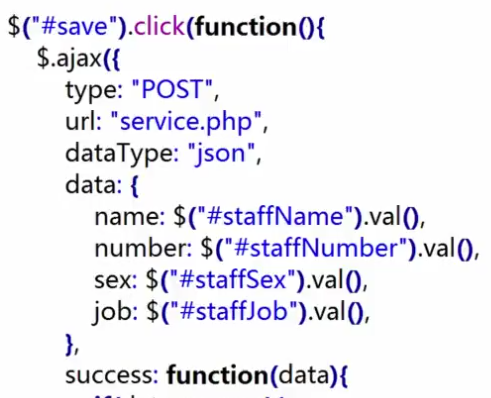 $("#save").click(function(){
$.ajax({
type: "POST",
url: "service.php",
dataType: "json",
data: {
name: $("#staffName").val(),
number: $("#staffNumber").val(),
sex: $("#staffSex").val(),
job: $("#staffJob").val(),
},
success: function(data){